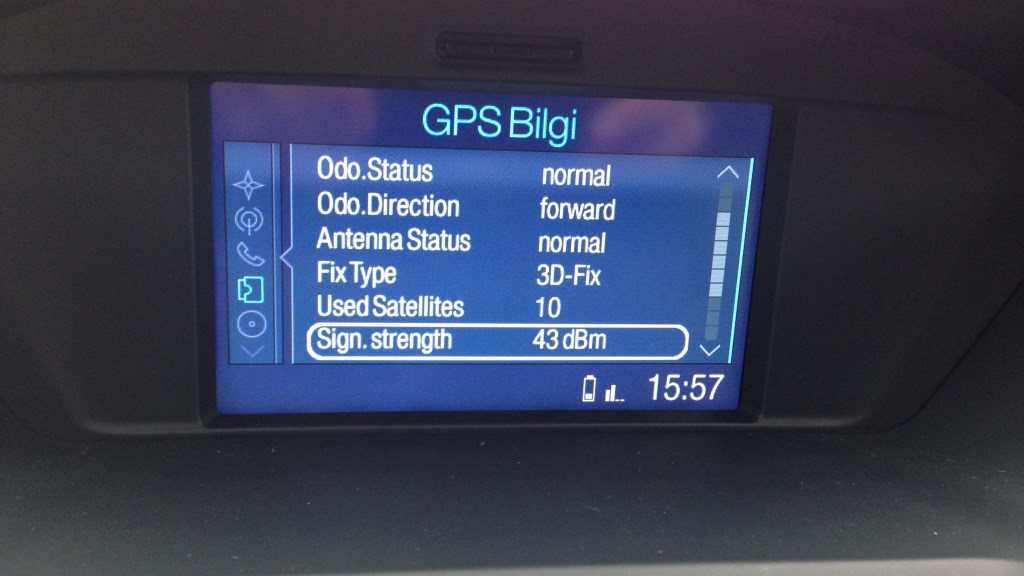 GPS Bilgi
Odo.Status normal
Odo.Direction forward
Antenna Status normal
Fix Type 3D-Fix
Used Satellites 10
Sign. strength 43 dBm
15:57